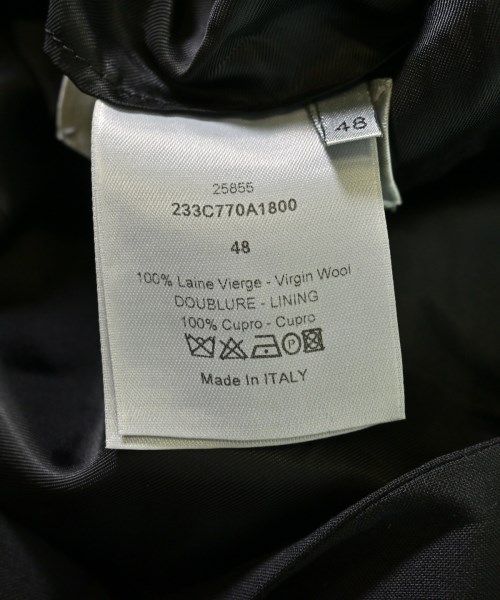 48
25855
233C770A1800
48
100% Laine Vierge - Virgin Wool
DOUBLURE - LINING
100% Cupro - Cupro
Made In ITALY